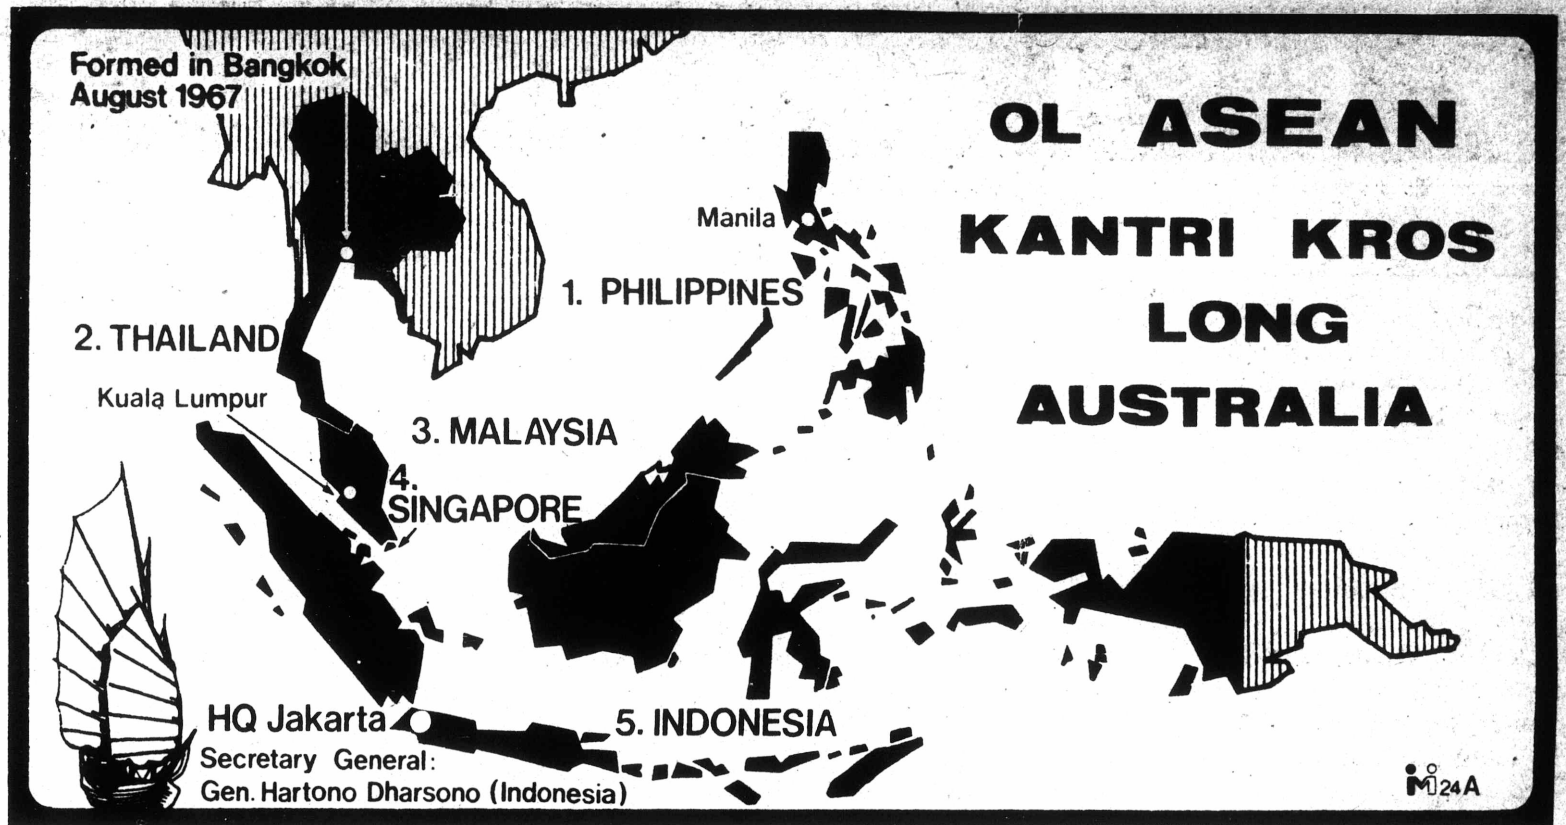 Formed in Bangkok
August 1967
OL ASEAN
KANTRI KROS
LONG
AUSTRALIA
Manila
1. PHILIPPINES
2. THAILAND
Kuala Lumpur
3. MALAYSIA
4.
SINGAPORE
HQ Jakarta
5. INDONESIA
Secretary General:
Gen. Hartono Dharsono (Indonesia)
24A